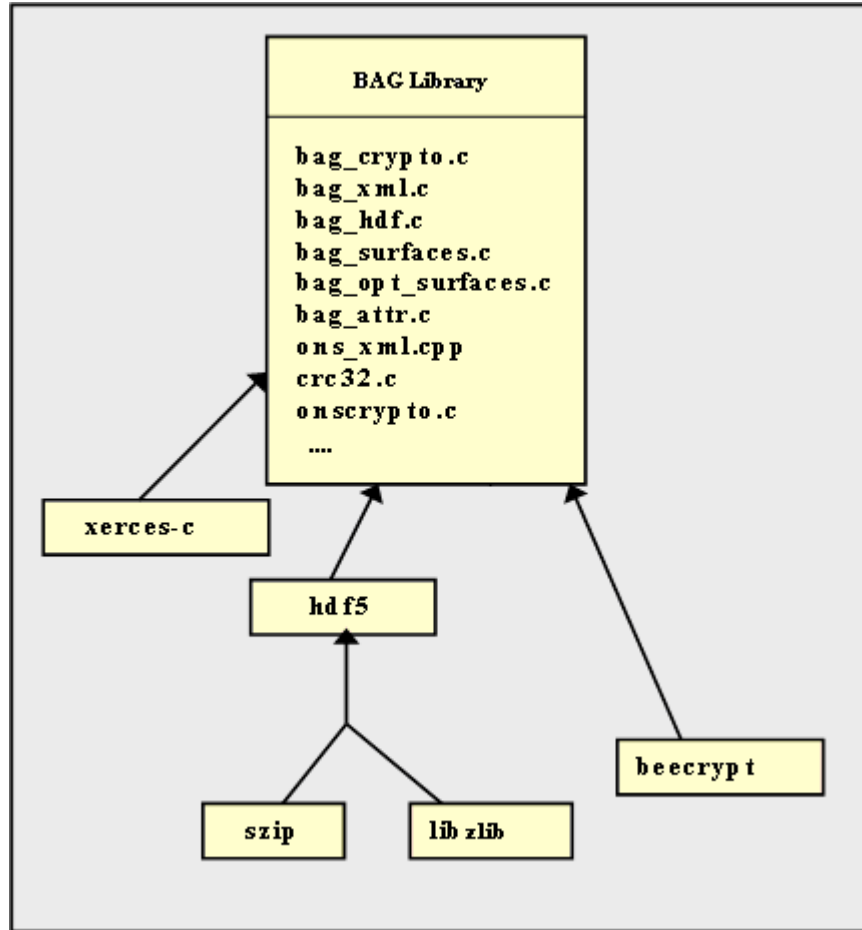 BAG Library
bag_crypto.c
bag_xml.c
bag_hdf.c
bag_surfaces.c
bag_opt_surfaces.c
bag_attr.c
ons_xml.cpp
crc32.c
onscrypto.c
....
xerces-c
hdf5
beecrypt
szip
lib zlib